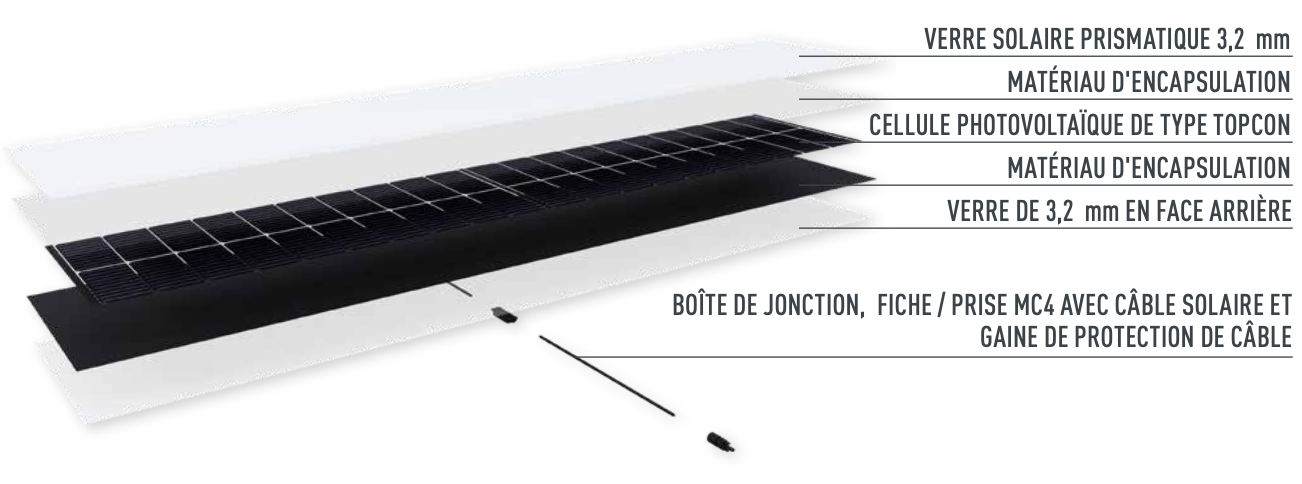 VERRE SOLAIRE PRISMATIQUE 3,2 mm
MATÉRIAU D'ENCAPSULATION
CELLULE PHOTOVOLTAÏQUE DE TYPE TOPCON
MATÉRIAU D'ENCAPSULATION
VERRE DE 3,2 mm EN FACE ARRIÈRE
BOÎTE DE JONCTION, FICHE / PRISE MC4 AVEC CÂBLE SOLAIRE ET
GAINE DE PROTECTION DE CÂBLE